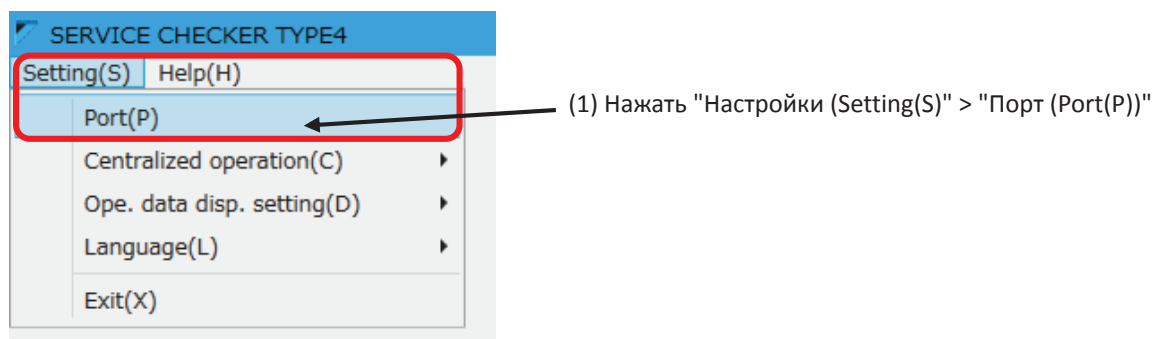 SERVICE CHECKER TYPE4
Setting(S) Help(H)
Port(P)
(1) Нажать "Настройки (Setting(S)" > "Порт (Port(P))"
Centralized operation(C)
Ope. data disp. setting(D)
Language(L)
Exit(X)